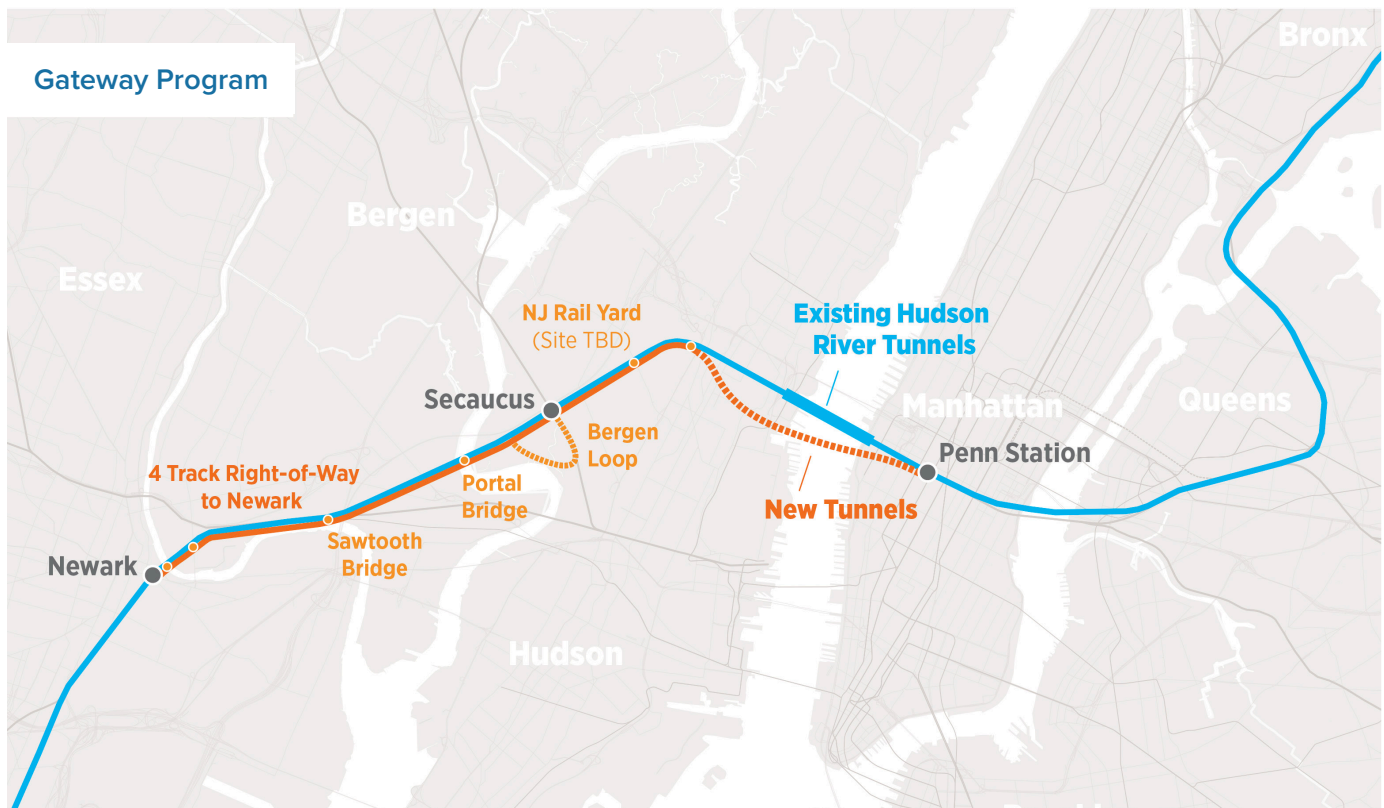 Gateway Program
Bronx
Bergen
Essex
NJ Rail Yard
(Site TBD)
Existing Hudson
River Tunnels
Secaucus
Manhattan
Queens
Bergen
Loop
Penn Station
4 Track Right-of-Way
to Newark
Portal
Bridge
New Tunnels
Sawtooth
Bridge
Newark
Hudson